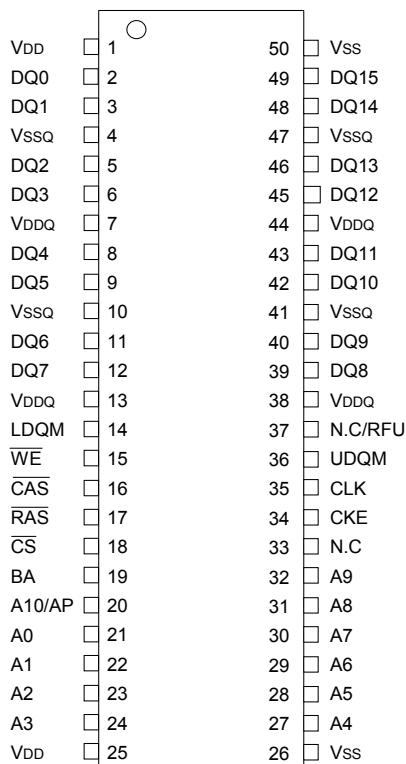 VDD 1 50 VSS
DQ0 2 49 DQ15
DQ1 3 48 DQ14
VSSQ 4 47 VSSQ
DQ2 5 46 DQ13
DQ3 6 45 DQ12
VDDQ 7 44 VDDQ
DQ4 8 43 DQ11
DQ5 9 42 DQ10
VSSQ 10 41 VSSQ
DQ6 11 40 DQ9
DQ7 12 39 DQ8
VDDQ 13 38 VDDQ
LDQM 14 37 N.C/RFU
W̅E̅ 15 36 UDQM
C̅A̅S̅ 16 35 CLK
R̅A̅S̅ 17 34 CKE
C̅S̅ 18 33 N.C
BA 19 32 A9
A10/AP 20 31 A8
A0 21 30 A7
A1 22 29 A6
A2 23 28 A5
A3 24 27 A4
VDD 25 26 VSS